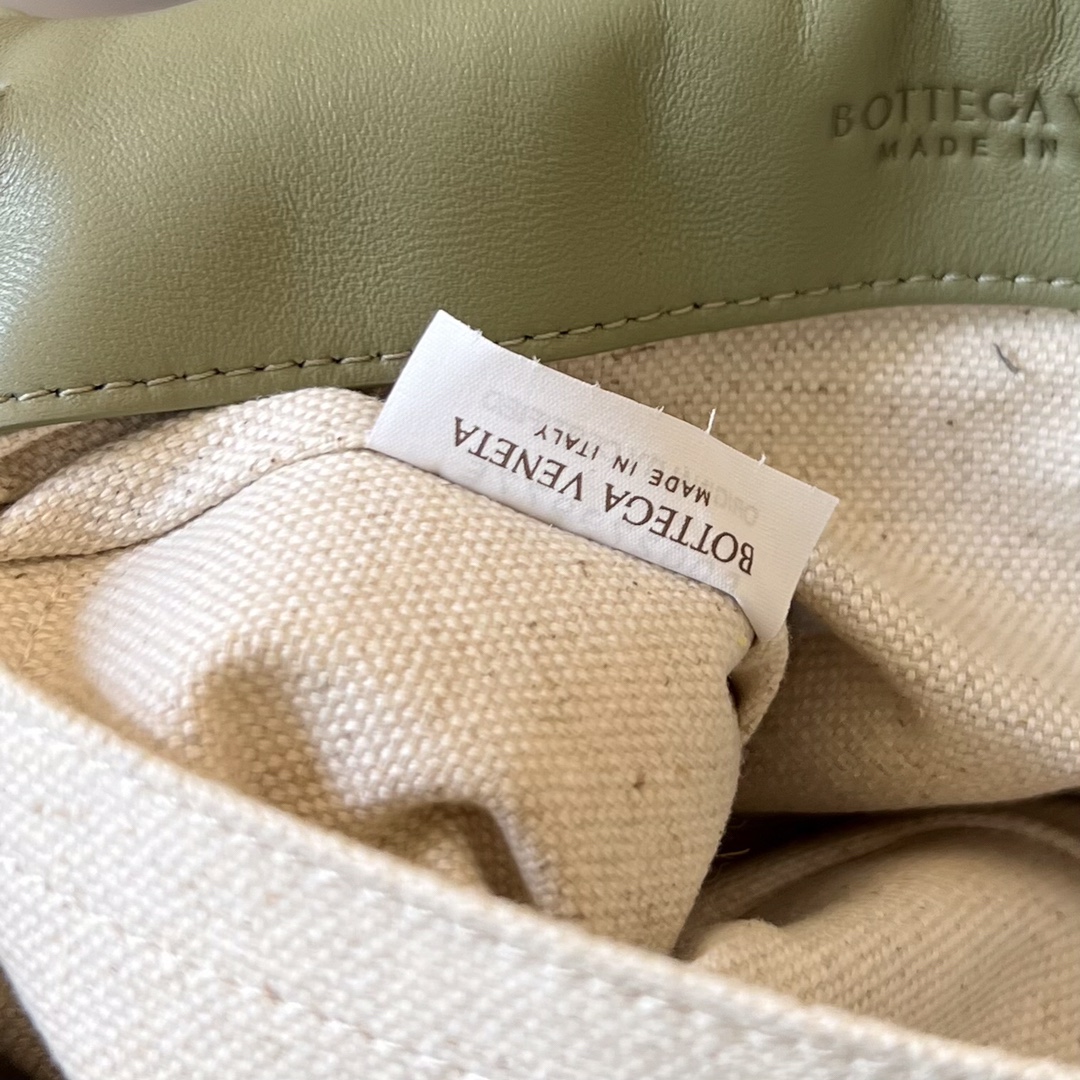 BOTTEGA V
MADE IN
BOTTEGA VENETA
MADE IN ITALY